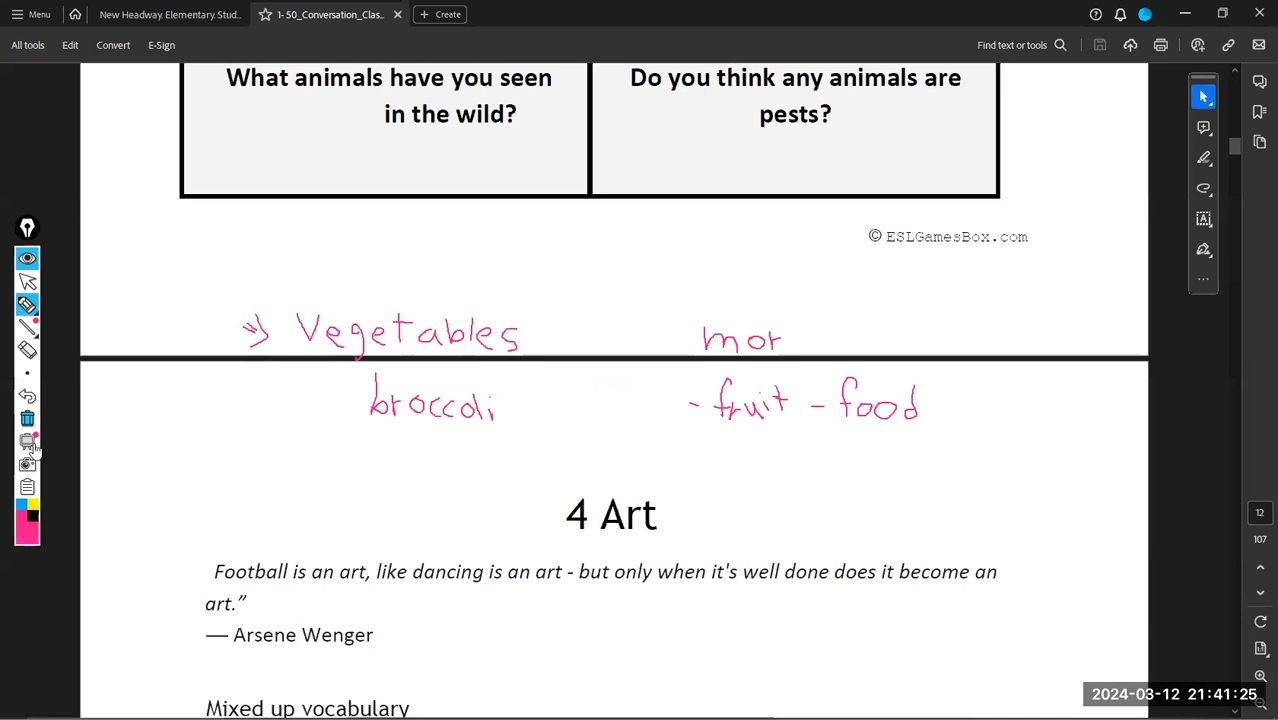 Menu New Headway Elementary. Stud... 1- 50_Conversation_Clas... Create
All tools Edit Convert E-Sign Find text or tools
What animals have you seen
in the wild?
Do you think any animals are
pests?
© ESLGamesBox.com
=> Vegetables mor
broccoli - fruit - food
4 Art
Football is an art, like dancing is an art - but only when it's well done does it become an
art.”
— Arsene Wenger
Mixed up vocabulary
12
107
2024-03-12 21:41:25